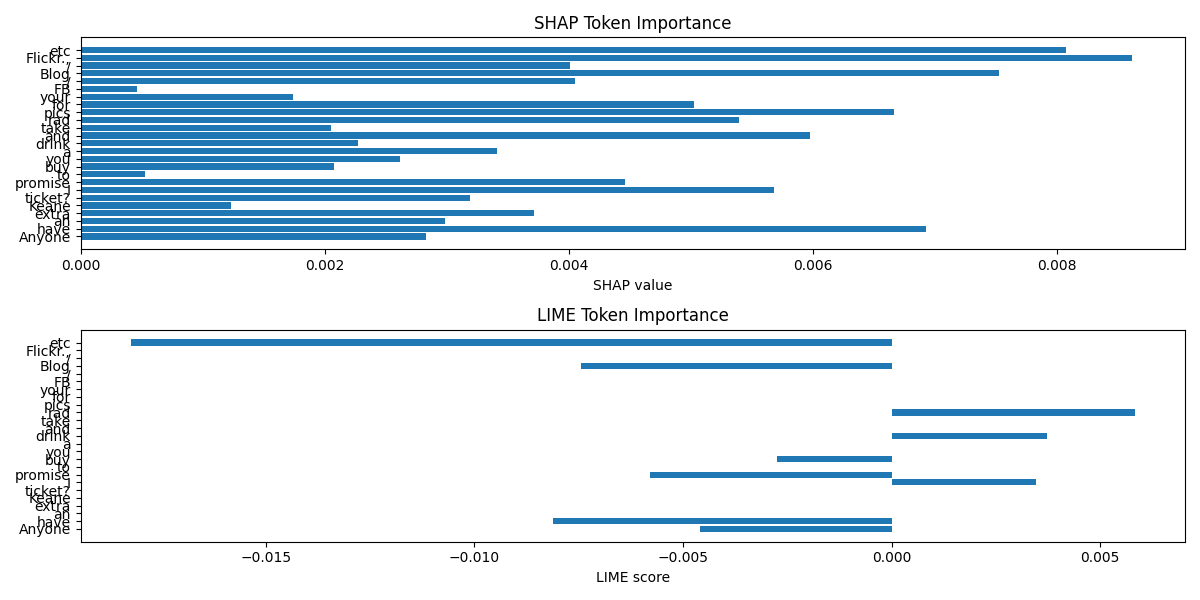 SHAP Token Importance
etc
Flickr..
/
Blog
/
FB
your
for
pics
rad
take
and
drink
a
you
buy
to
promise
I
ticket?
Keane
extra
an
have
Anyone
0.000 0.002 0.004 0.006 0.008
SHAP value
LIME Token Importance
etc
Flickr..
/
Blog
/
FB
your
for
pics
rad
take
and
drink
a
you
buy
to
promise
I
ticket?
Keane
extra
an
have
Anyone
−0.015 −0.010 −0.005 0.000 0.005
LIME score